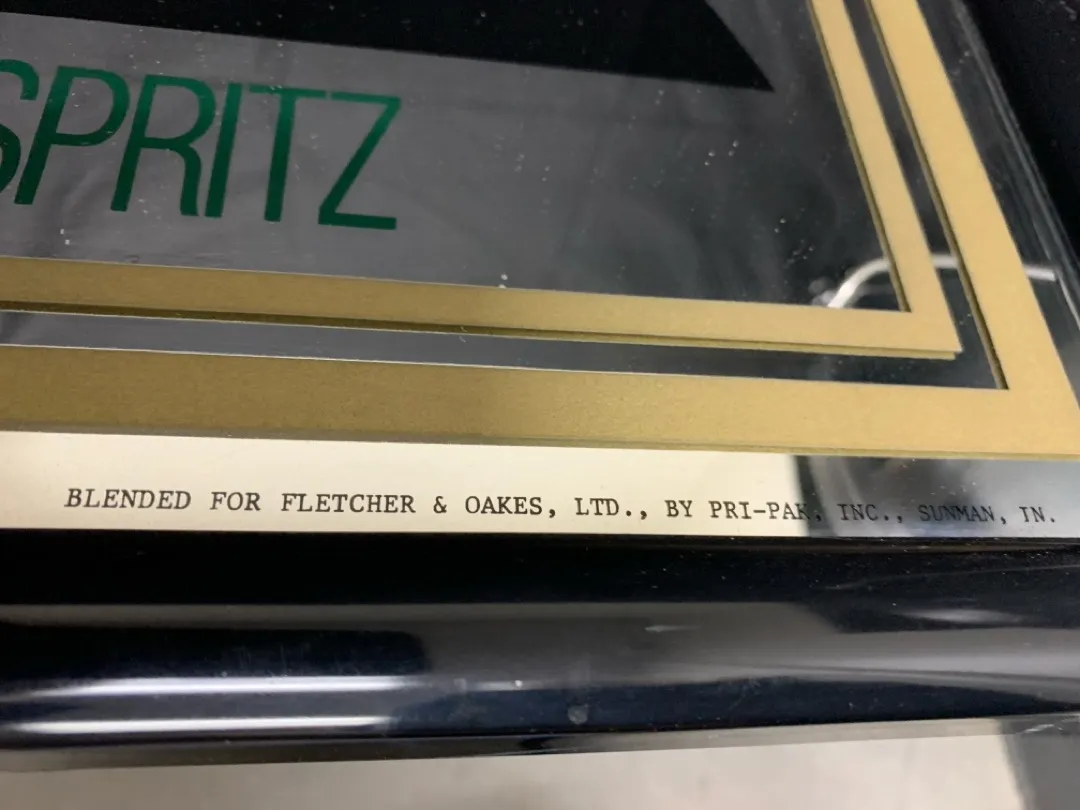 SPRITZ
BLENDED FOR FLETCHER & OAKES, LTD., BY PRI-PAK, INC., SUNMAN, IN.